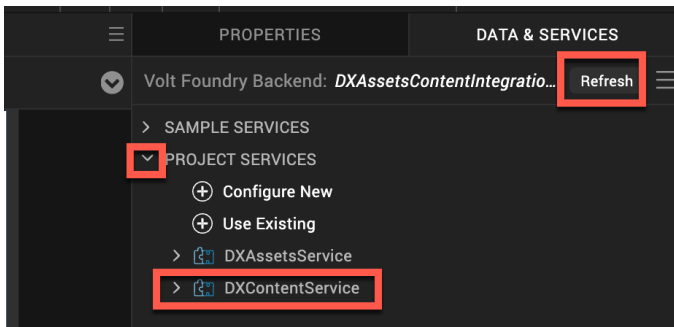 PROPERTIES DATA & SERVICES
Volt Foundry Backend: DXAssetsContentIntegratio... Refresh
SAMPLE SERVICES
PROJECT SERVICES
Configure New
Use Existing
DXAssetsService
DXContentService